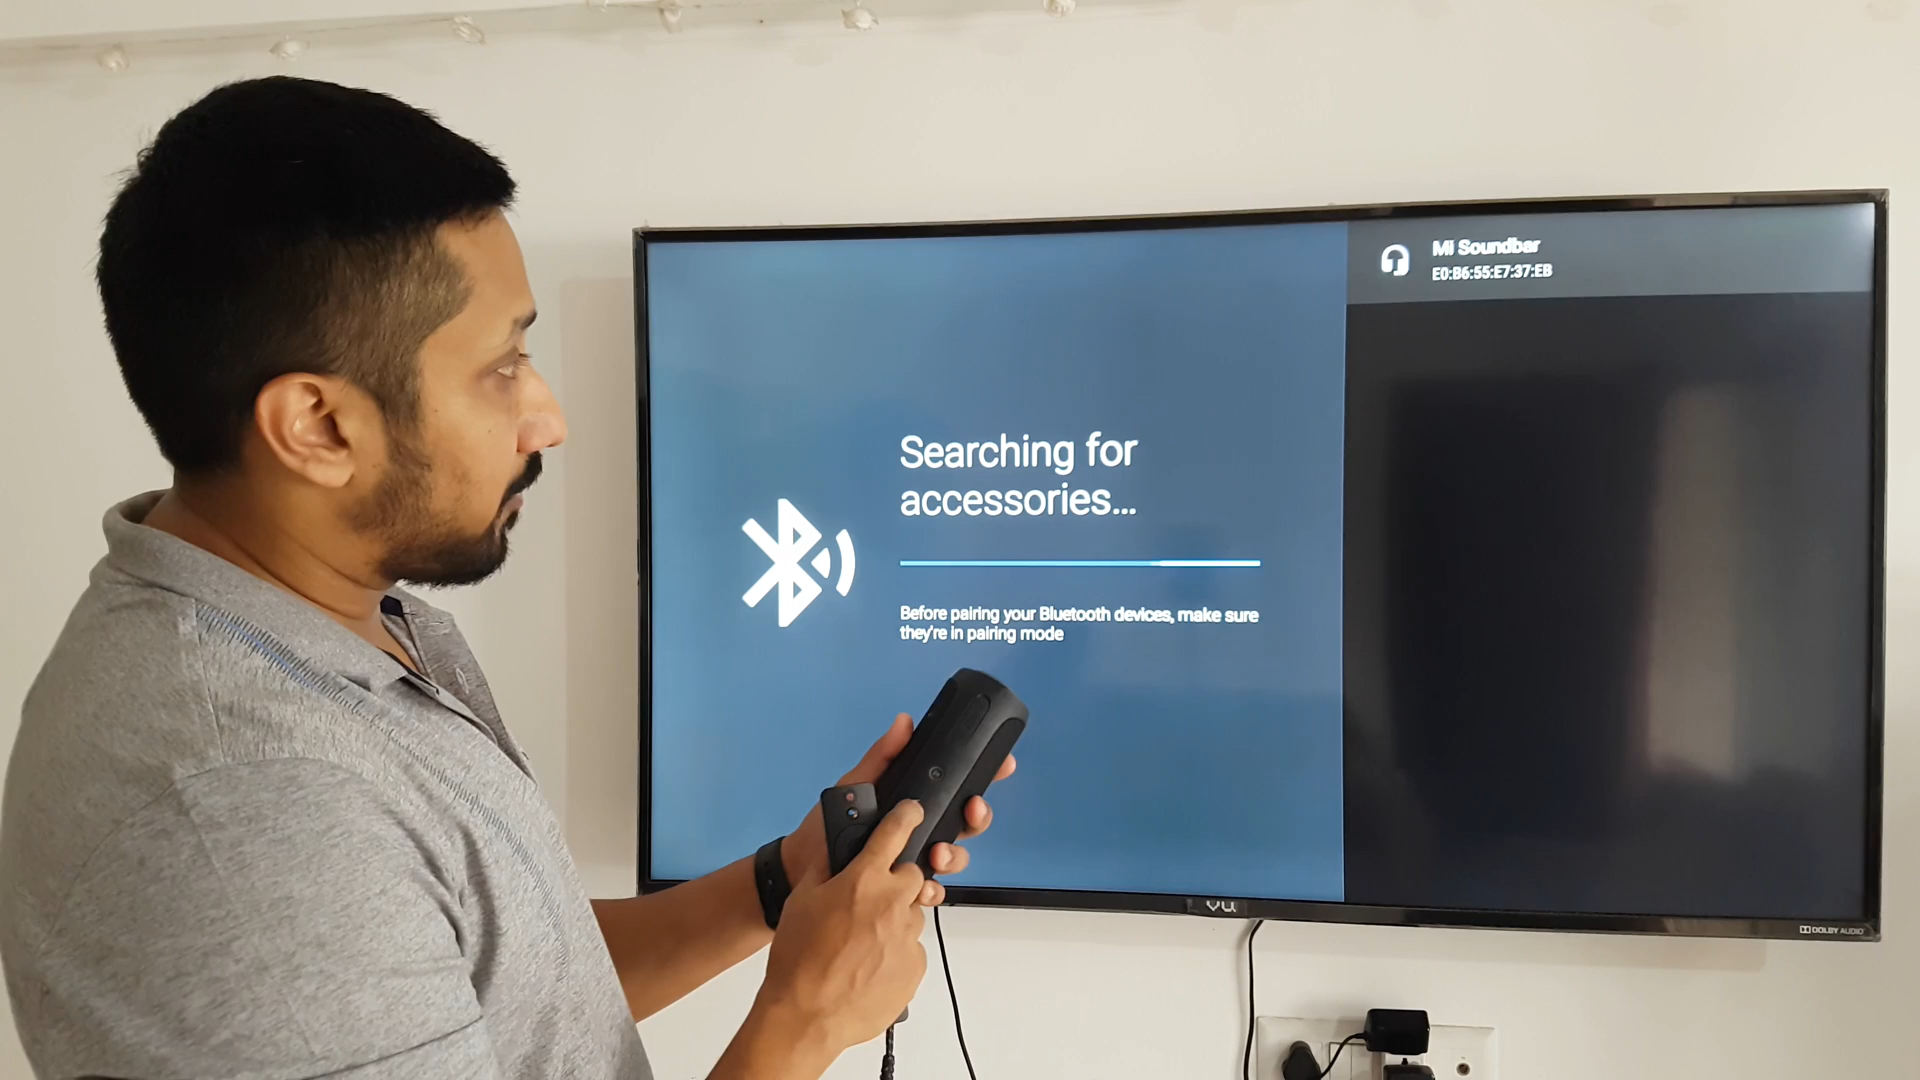 Mi Soundbar
E0:B6:55:E7:37:EB
Searching for
accessories...
Before pairing your Bluetooth devices, make sure
they're in pairing mode
VU
DOLBY AUDIO